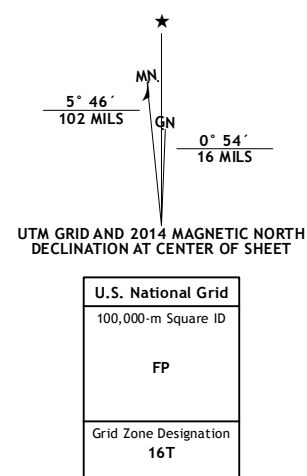 ★
MN.
5° 46´
102 MILS
GN
0° 54´
16 MILS
UTM GRID AND 2014 MAGNETIC NORTH
DECLINATION AT CENTER OF SHEET
U.S. National Grid
100,000-m Square ID
FP
Grid Zone Designation
16T